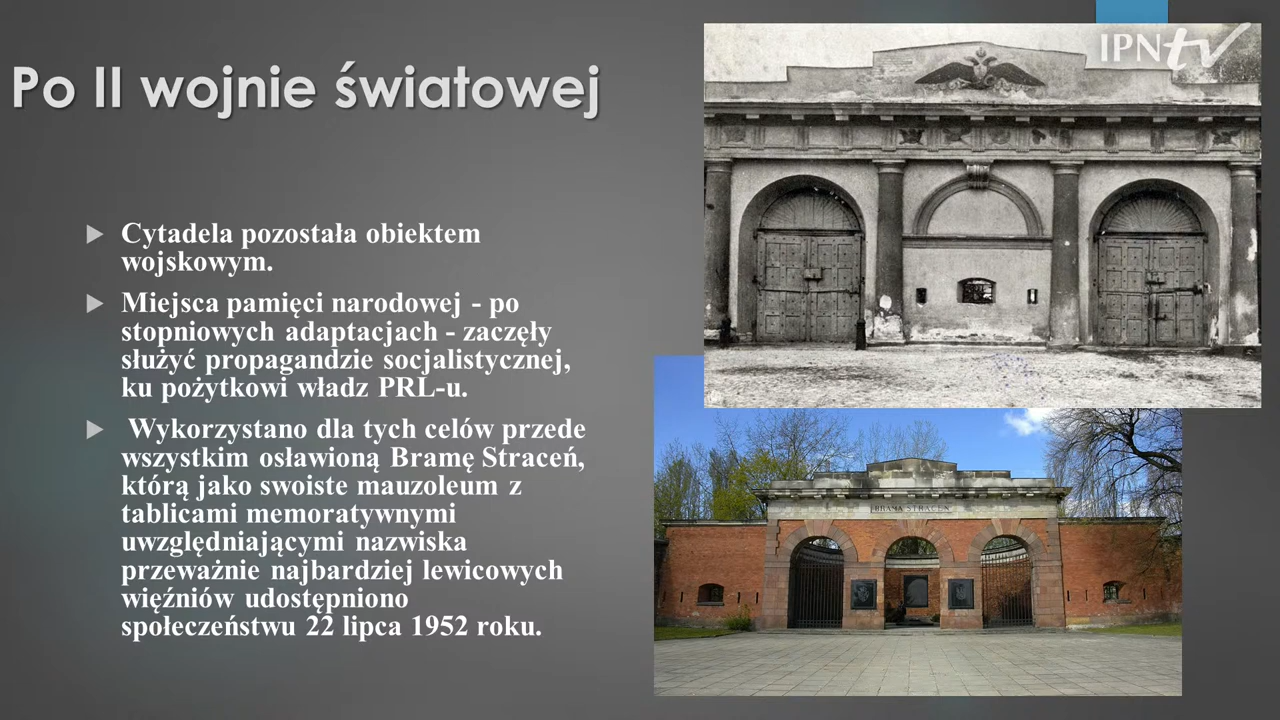 IPNtv
Po II wojnie światowej
Cytadela pozostała obiektem
wojskowym.
Miejsca pamięci narodowej - po
stopniowych adaptacjach - zaczęły
służyć propagandzie socjalistycznej,
ku pożytkowi władz PRL-u.
Wykorzystano dla tych celów przede
wszystkim osławioną Bramę Straceń,
którą jako swoiste mauzoleum z
tablicami memoratywnymi
uwzględniającymi nazwiska
przeważnie najbardziej lewicowych
więźniów udostępniono
społeczeństwu 22 lipca 1952 roku.
BRAMA STRACEŃ